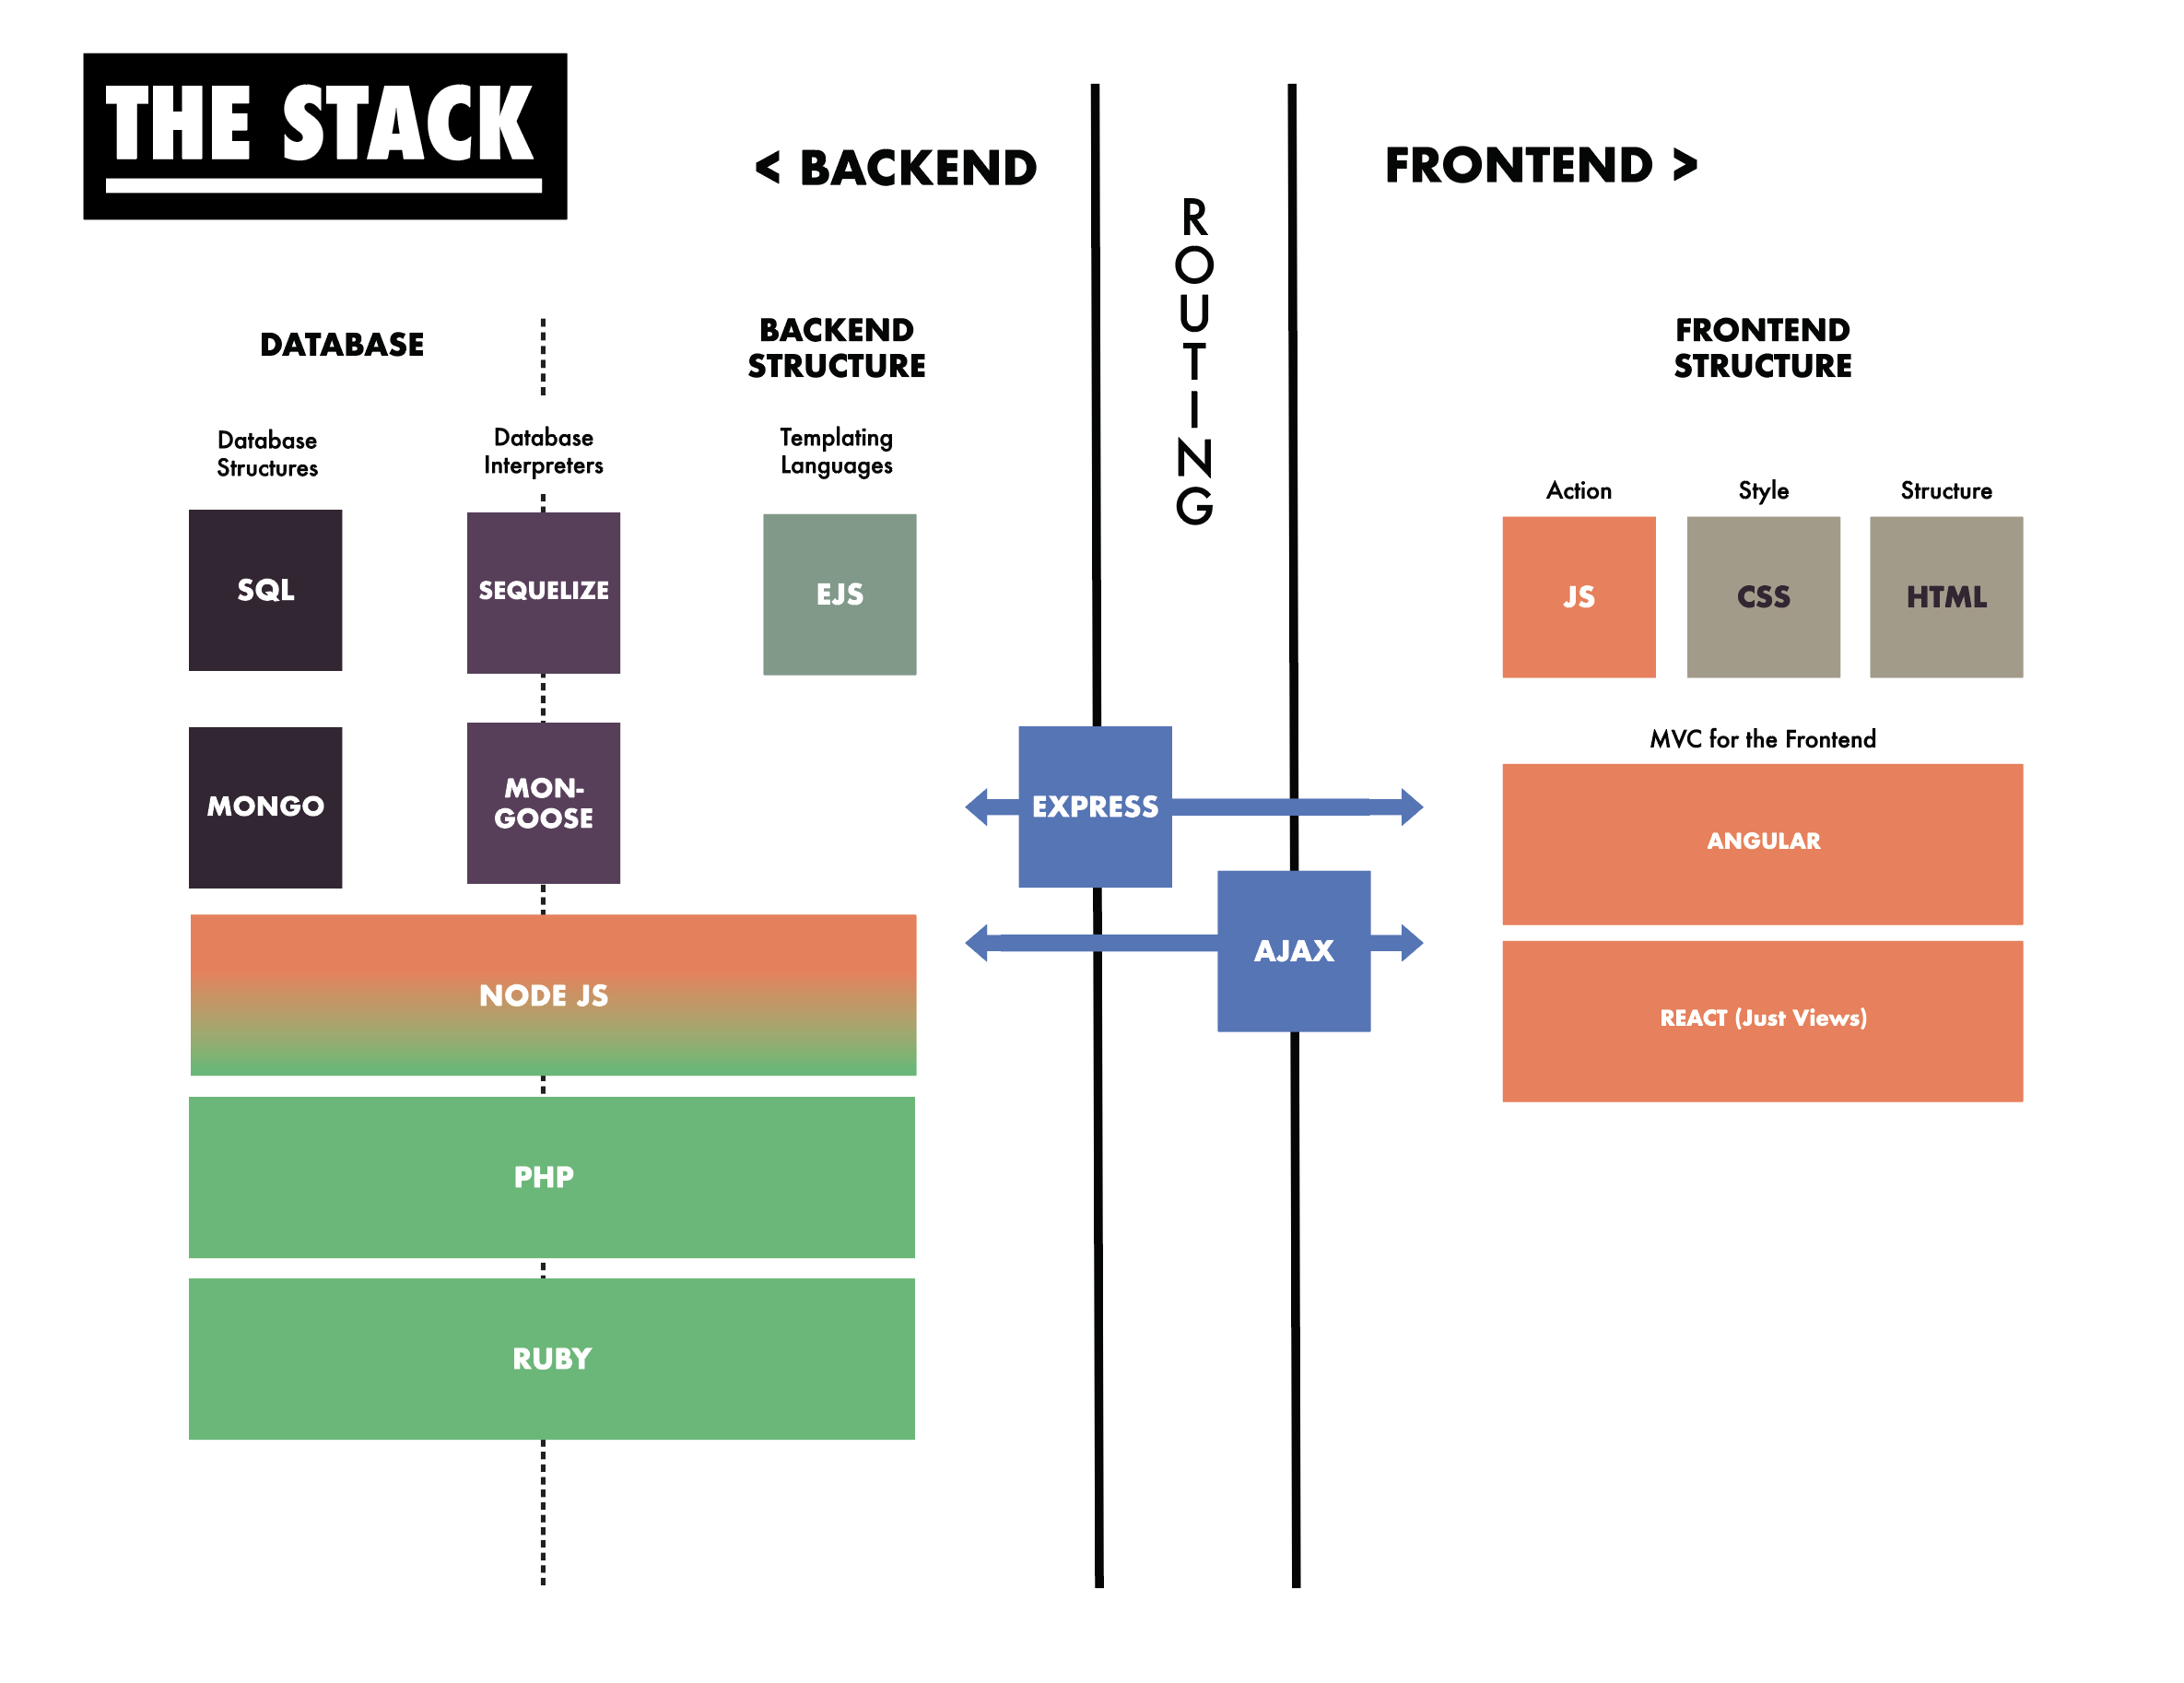 THE STACK
< BACKEND
FRONTEND >
ROUTING
DATABASE
BACKEND
STRUCTURE
FRONTEND
STRUCTURE
Database
Structures
Database
Interpreters
Templating
Languages
Action
Style
Structure
SQL
SEQUELIZE
EJS
JS
CSS
HTML
MVC for the Frontend
MONGO
MON-
GOOSE
EXPRESS
ANGULAR
AJAX
NODE JS
REACT (Just Views)
PHP
RUBY